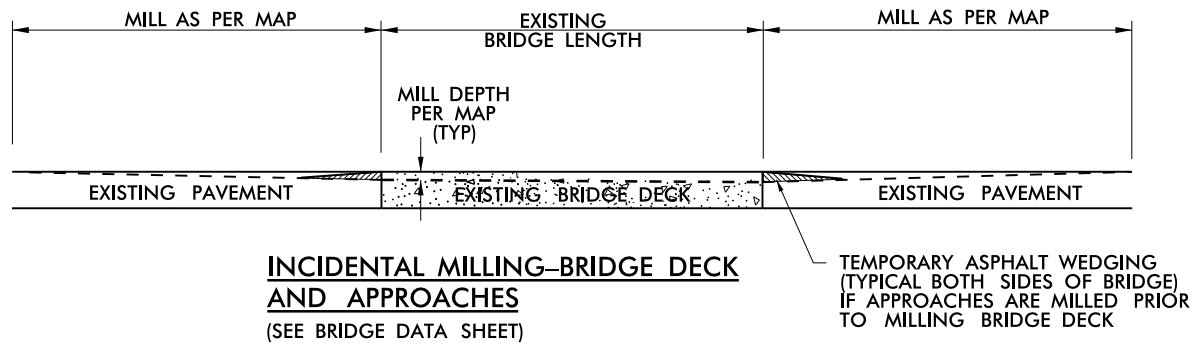 MILL AS PER MAP
EXISTING
BRIDGE LENGTH
MILL AS PER MAP
MILL DEPTH
PER MAP
(TYP)
EXISTING PAVEMENT
EXISTING BRIDGE DECK
EXISTING PAVEMENT
INCIDENTAL MILLING–BRIDGE DECK
AND APPROACHES
(SEE BRIDGE DATA SHEET)
TEMPORARY ASPHALT WEDGING
(TYPICAL BOTH SIDES OF BRIDGE)
IF APPROACHES ARE MILLED PRIOR
TO MILLING BRIDGE DECK